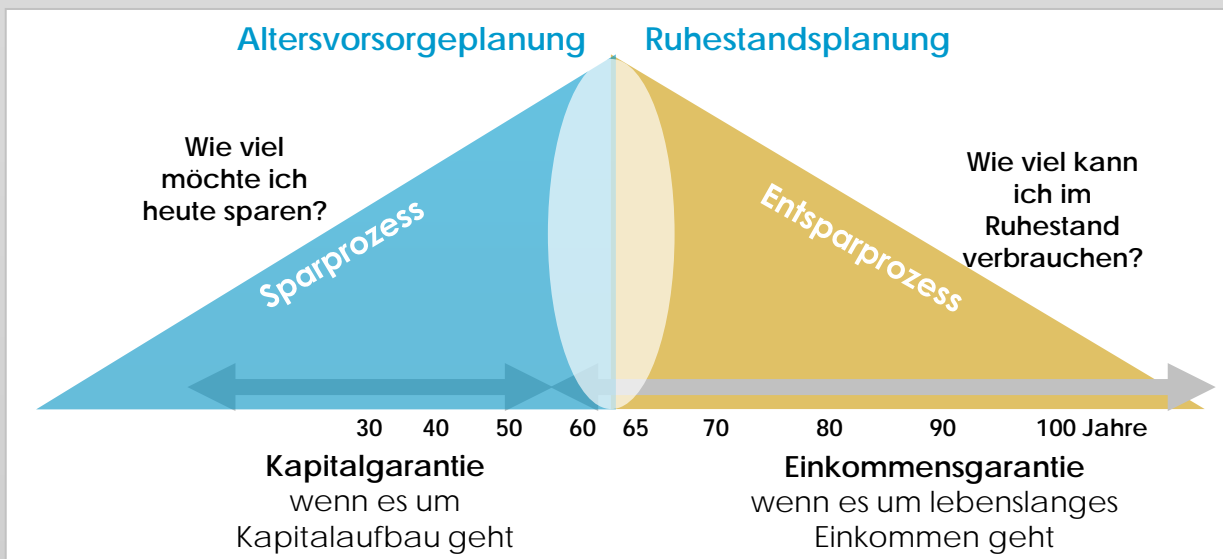 Altersvorsorgeplanung
Ruhestandsplanung
Wie viel
möchte ich
heute sparen?
Sparprozess
Entsparprozess
Wie viel kann
ich im
Ruhestand
verbrauchen?
30 40 50 60 65 70 80 90 100 Jahre
Kapitalgarantie
wenn es um
Kapitalaufbau geht
Einkommensgarantie
wenn es um lebenslanges
Einkommen geht